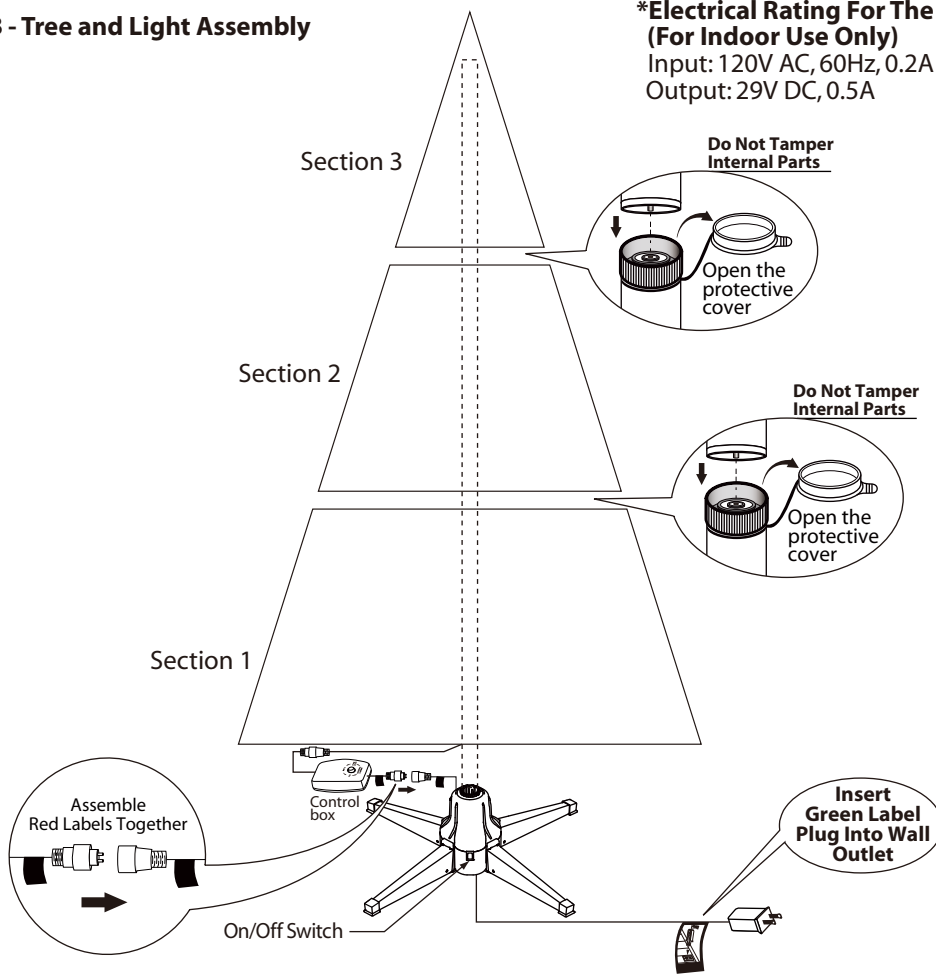 - Tree and Light Assembly
*Electrical Rating For The
(For Indoor Use Only)
Input: 120V AC, 60Hz, 0.2A
Output: 29V DC, 0.5A
Section 3
Do Not Tamper
Internal Parts
Open the
protective
cover
Section 2
Do Not Tamper
Internal Parts
Open the
protective
cover
Section 1
Control
box
Assemble
Red Labels Together
Insert
Green Label
Plug Into Wall
Outlet
On/Off Switch